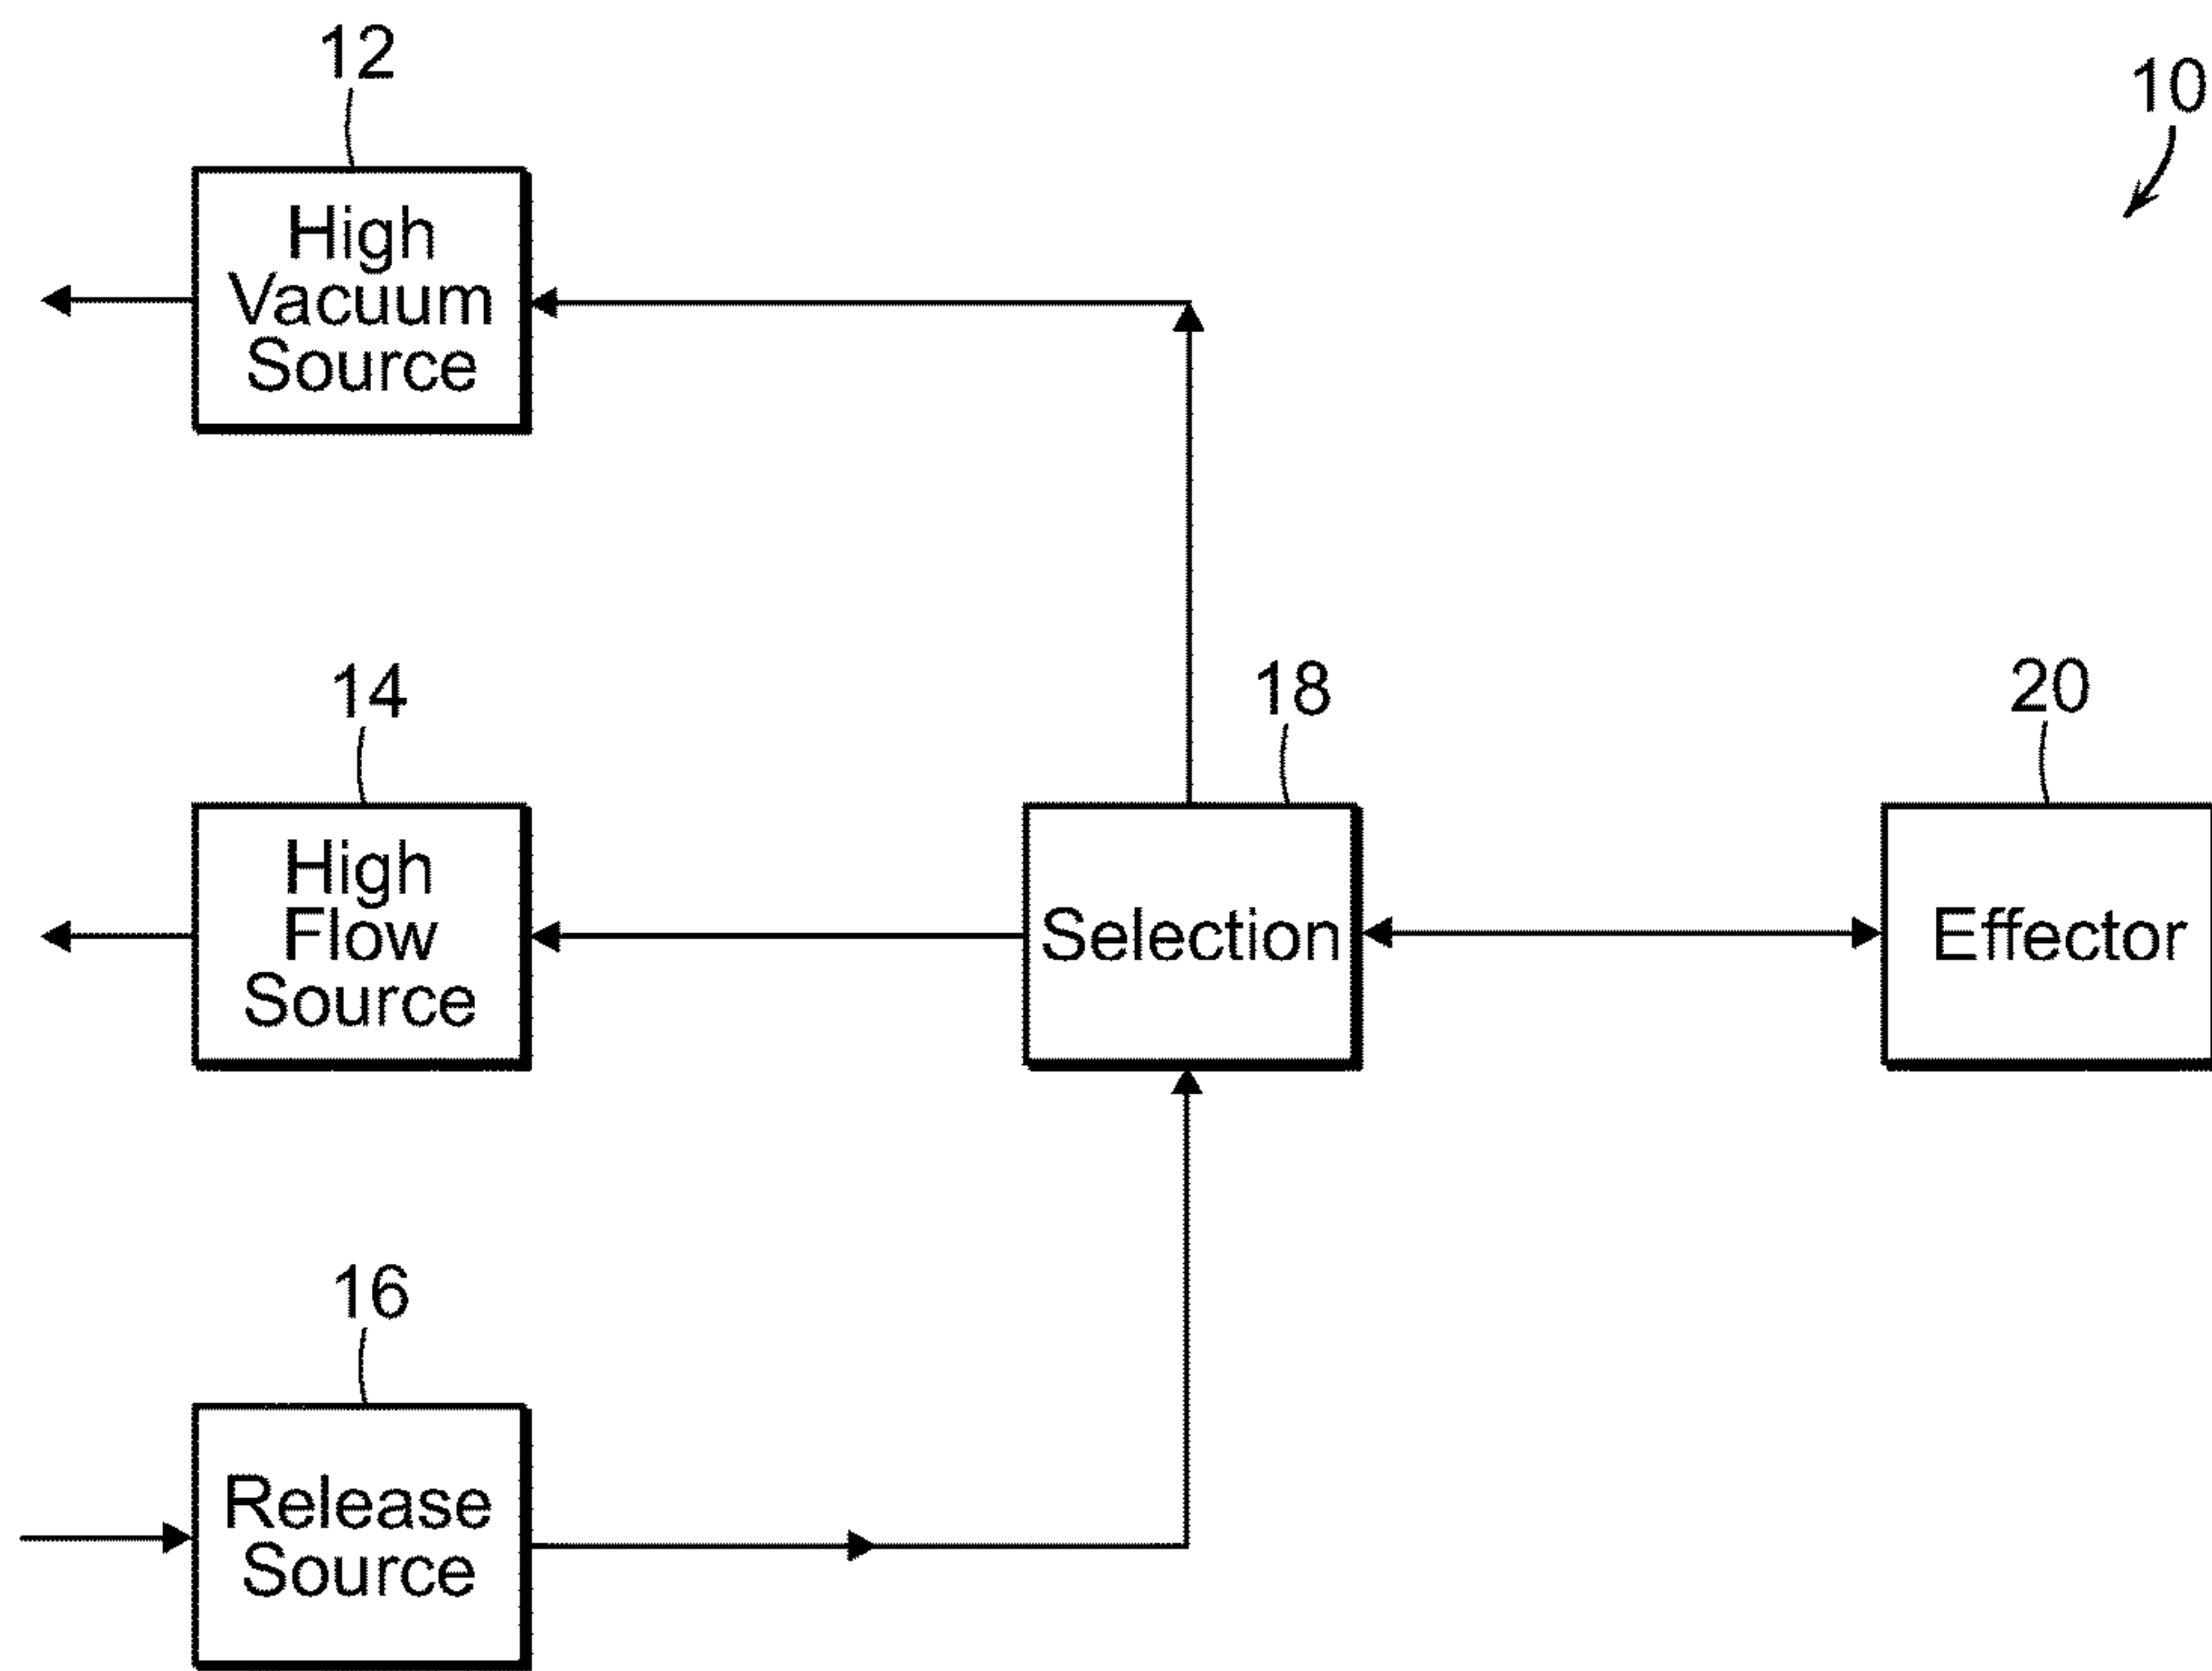 12
10
High
Vacuum
Source
14
18
20
High
Flow
Source
Selection
Effector
16
Release
Source